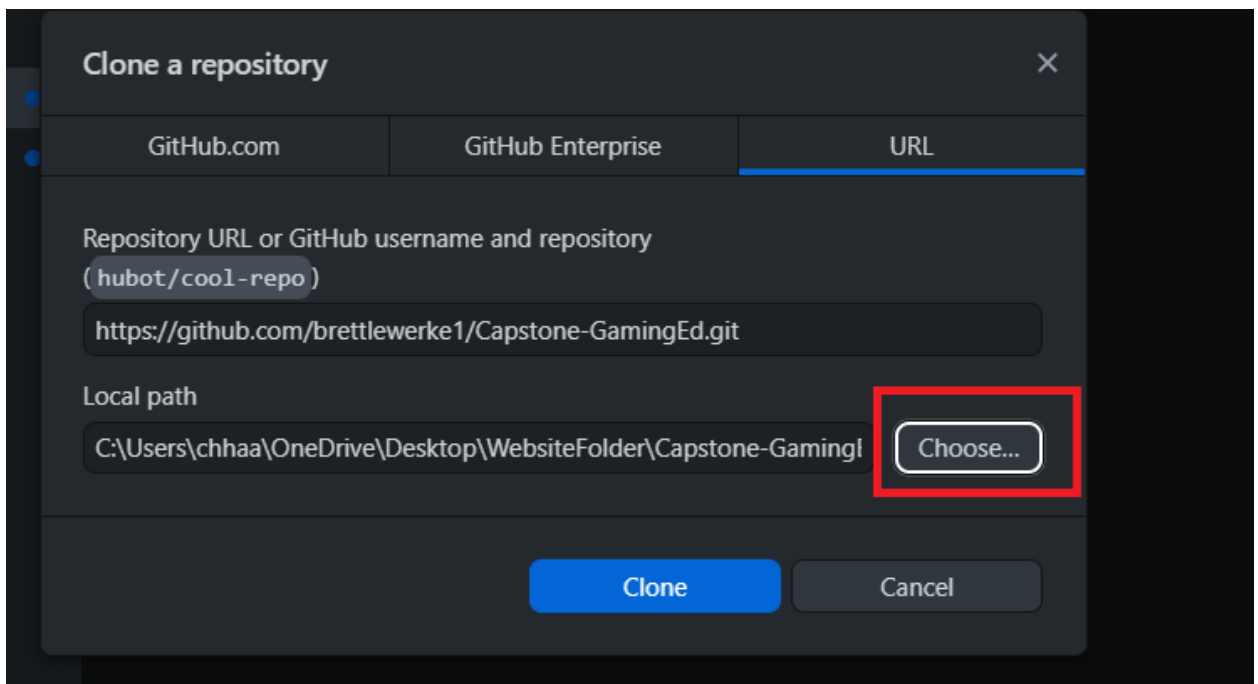 Clone a repository
GitHub.com GitHub Enterprise URL
Repository URL or GitHub username and repository
(hubot/cool-repo)
https://github.com/brettlewerke1/Capstone-GamingEd.git
Local path
C:\Users\chhaa\OneDrive\Desktop\WebsiteFolder\Capstone-Gaming Choose...
Clone Cancel